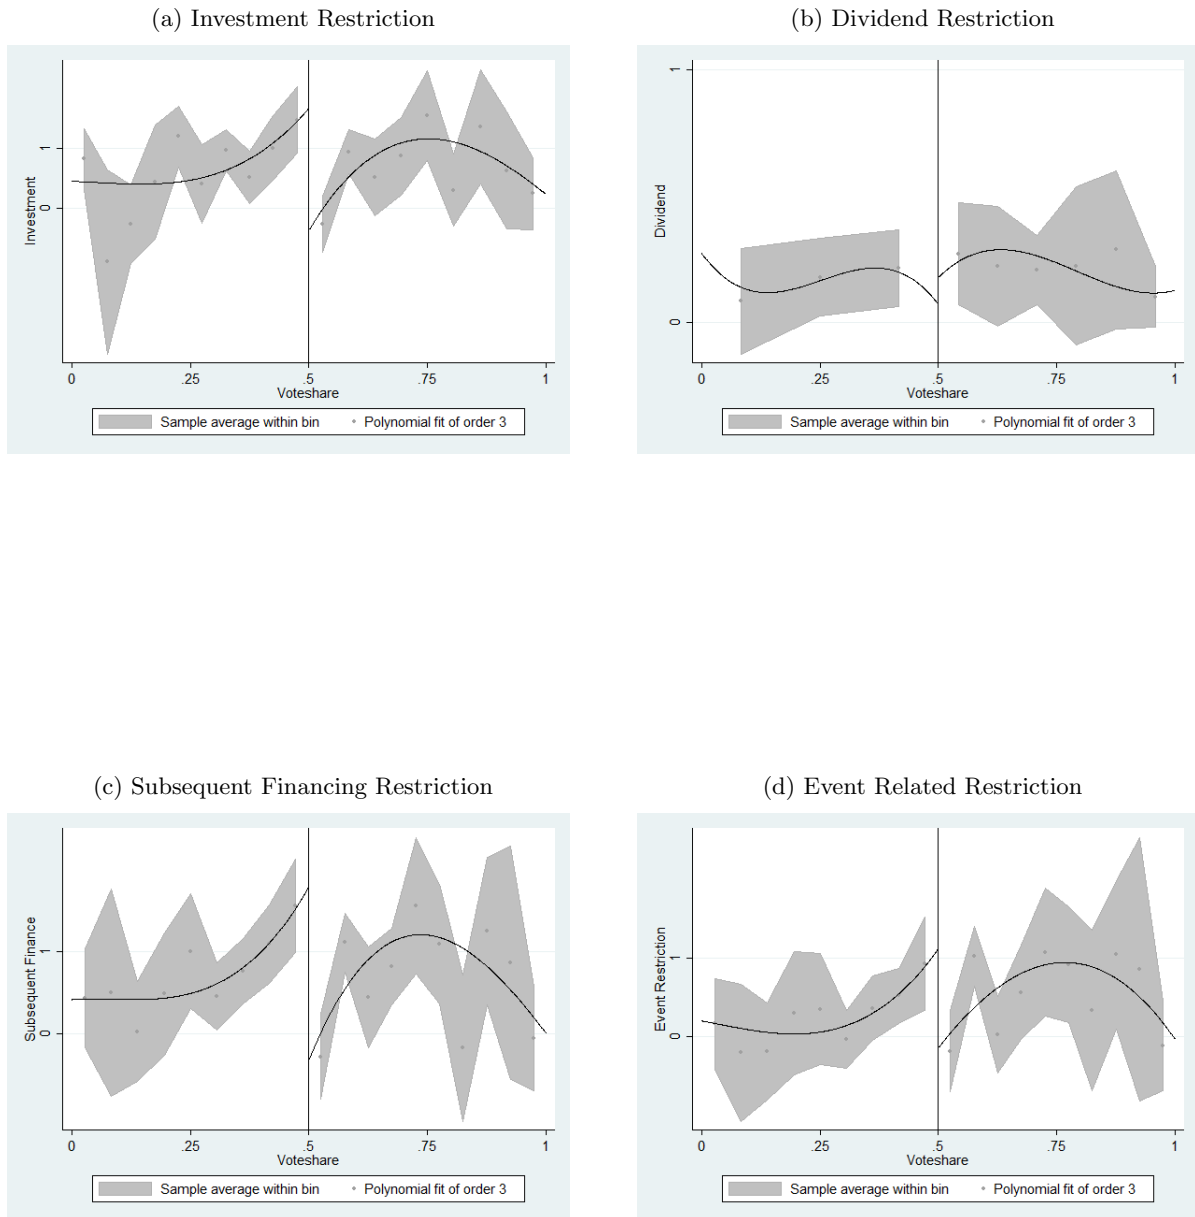 (a) Investment Restriction
Investment
1
0
0
.25
.5
.75
1
Voteshare
Sample average within bin
Polynomial fit of order 3
(b) Dividend Restriction
Dividend
1
0
0
.25
.5
.75
1
Voteshare
Sample average within bin
Polynomial fit of order 3
(c) Subsequent Financing Restriction
Subsequent Finance
1
0
0
.25
.5
.75
1
Voteshare
Sample average within bin
Polynomial fit of order 3
(d) Event Related Restriction
Event Restriction
1
0
0
.25
.5
.75
1
Voteshare
Sample average within bin
Polynomial fit of order 3